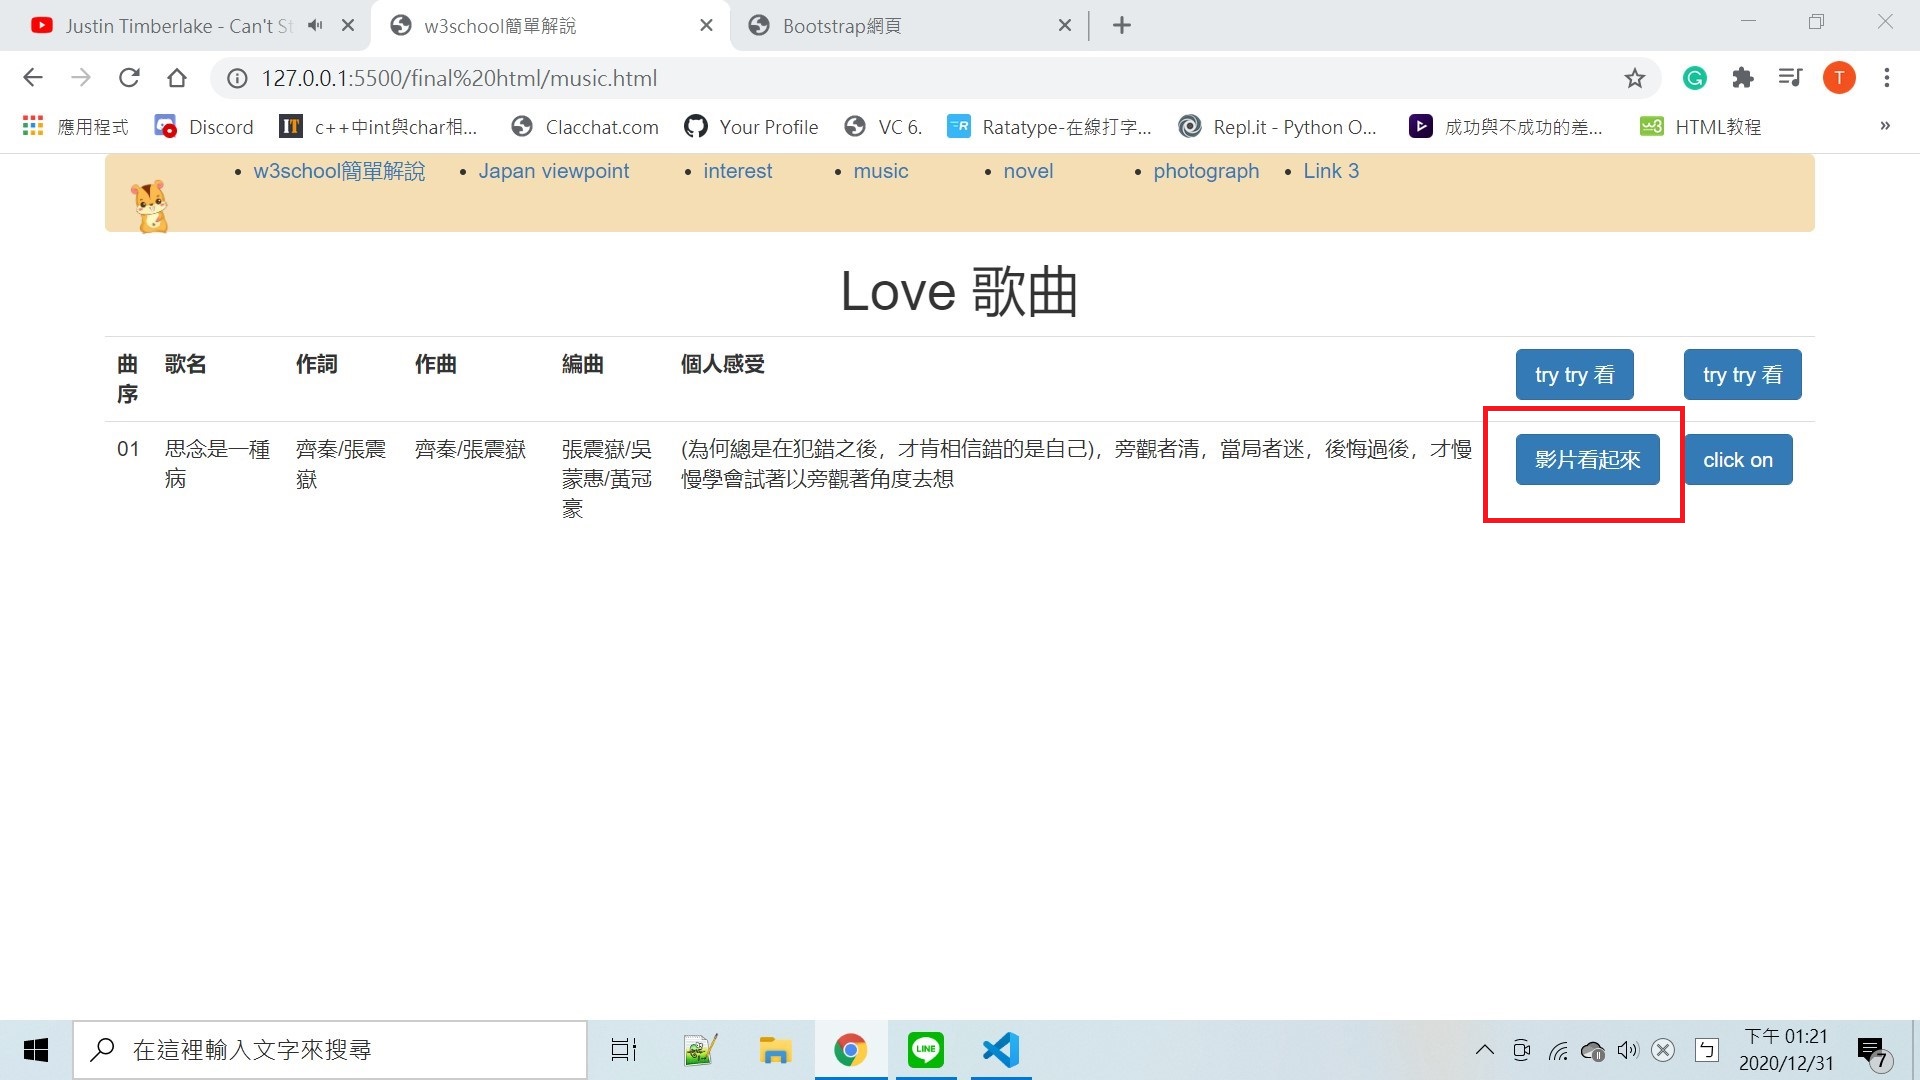 Justin Timberlake - Can't St
w3school簡單解說
Bootstrap網頁
127.0.0.1:5500/final%20html/music.html
T
應用程式
Discord
IT
c++中int與char相...
Clacchat.com
Your Profile
VC 6.
Ratatype-在線打字...
Repl.it - Python O...
成功與不成功的差...
HTML教程
»
w3school簡單解說
Japan viewpoint
interest
music
novel
photograph
Link 3
Love 歌曲
曲序
歌名
作詞
作曲
編曲
個人感受
try try 看
try try 看
01
思念是一種
病
齊秦/張震
嶽
齊秦/張震嶽
張震嶽/吳
蒙惠/黃冠
豪
(為何總是在犯錯之後，才肯相信錯的是自己)，旁觀者清，當局者迷，後悔過後，才慢
慢學會試著以旁觀著角度去想
影片看起來
click on
在這裡輸入文字來搜尋
LINE
ㄅ
下午 01:21
2020/12/31
7